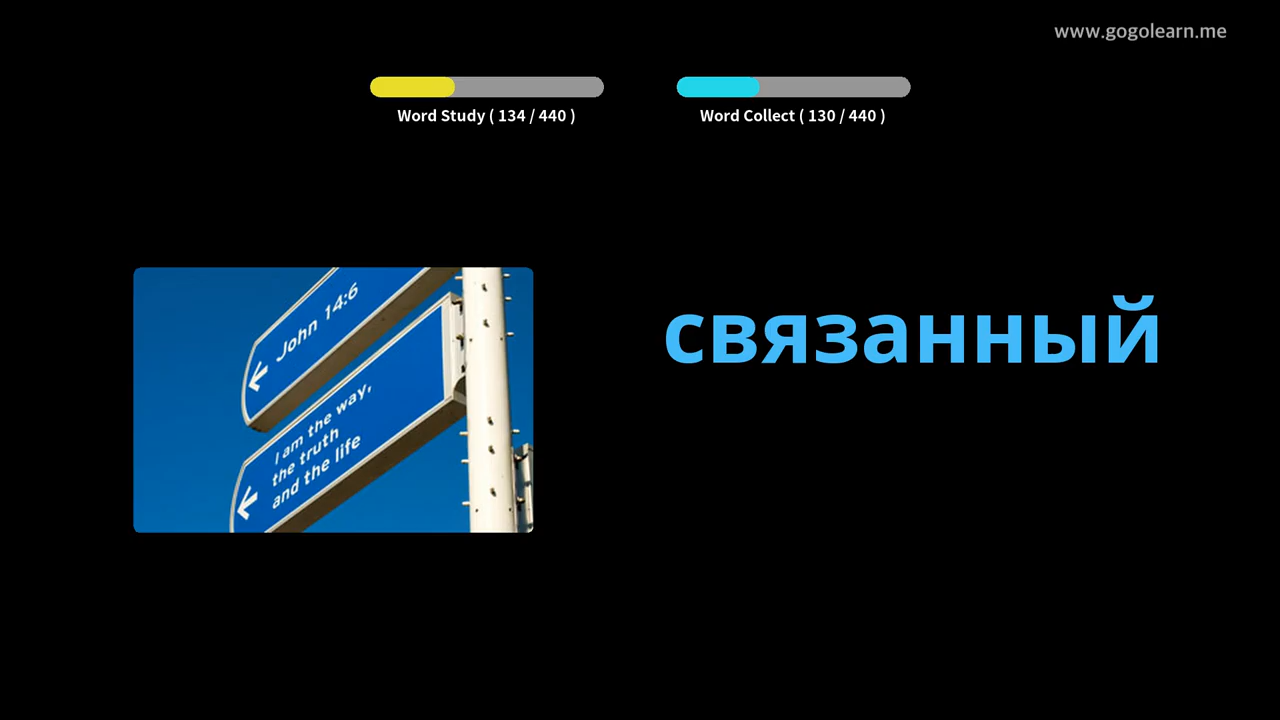 www.gogolearn.me
Word Study ( 134 / 440 )
Word Collect ( 130 / 440 )
John 14:6
I am the way,
the truth
and the life
связанный